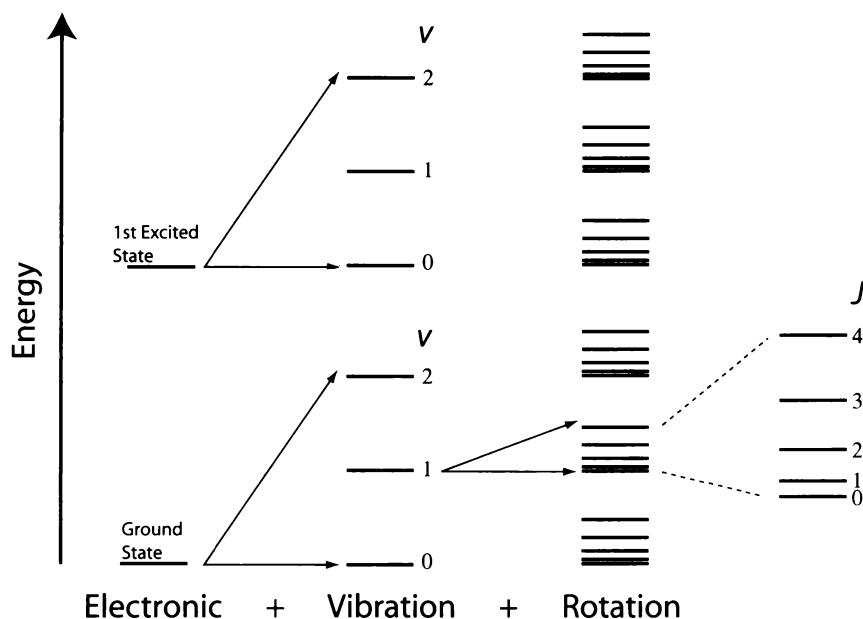 V
2
1
0
1st Excited
State
Energy
V
2
1
0
J
4
3
2
1
0
Ground
State
Electronic + Vibration + Rotation